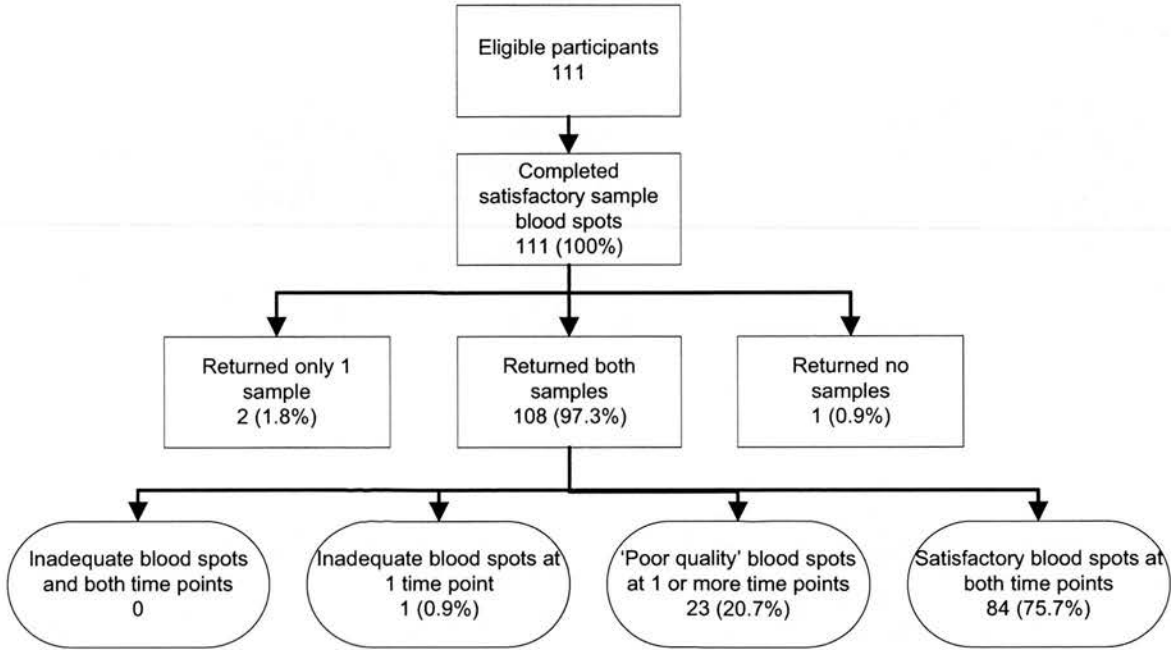 Eligible participants
111
Completed
satisfactory sample
blood spots
111 (100%)
Returned only 1
sample
2 (1.8%)
Returned both
samples
108 (97.3%)
Returned no
samples
1 (0.9%)
Inadequate blood spots
and both time points
0
Inadequate blood spots at
1 time point
1 (0.9%)
'Poor quality' blood spots
at 1 or more time points
23 (20.7%)
Satisfactory blood spots at
both time points
84 (75.7%)